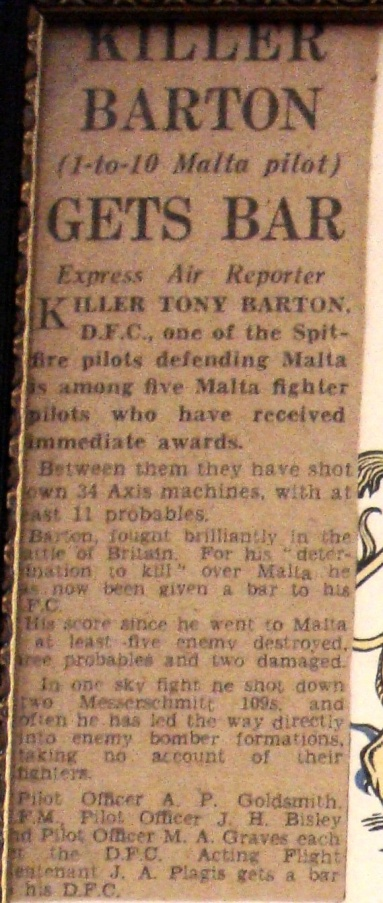 KILLER
BARTON
(1-to-10 Malta pilot)
GETS BAR
Express Air Reporter
KILLER TONY BARTON,
D.F.C., one of the Spit-
fire pilots defending Malta
is among five Malta fighter
pilots who have received
immediate awards.
Between them they have shot
own 34 Axis machines, with at
ast 11 probables.
Barton, fought brilliantly in the
attle of Britain. For his "deter-
ination to kill" over Malta he
as now been given a bar to his
F.C.
His score since he went to Malta
at least five enemy destroyed,
ree probables and two damaged.
In one sky fight he shot down
two Messerschmitt 109s, and
often he has led the way directly
into enemy bomber formations,
taking no account of their
fighters.
Pilot Officer A. P. Goldsmith,
F.M., Pilot Officer J. H. Bisley
nd Pilot Officer M. A. Graves each
t the D.F.C. Acting Flight
eutenant J. A. Plagis gets a bar
his D.F.C.